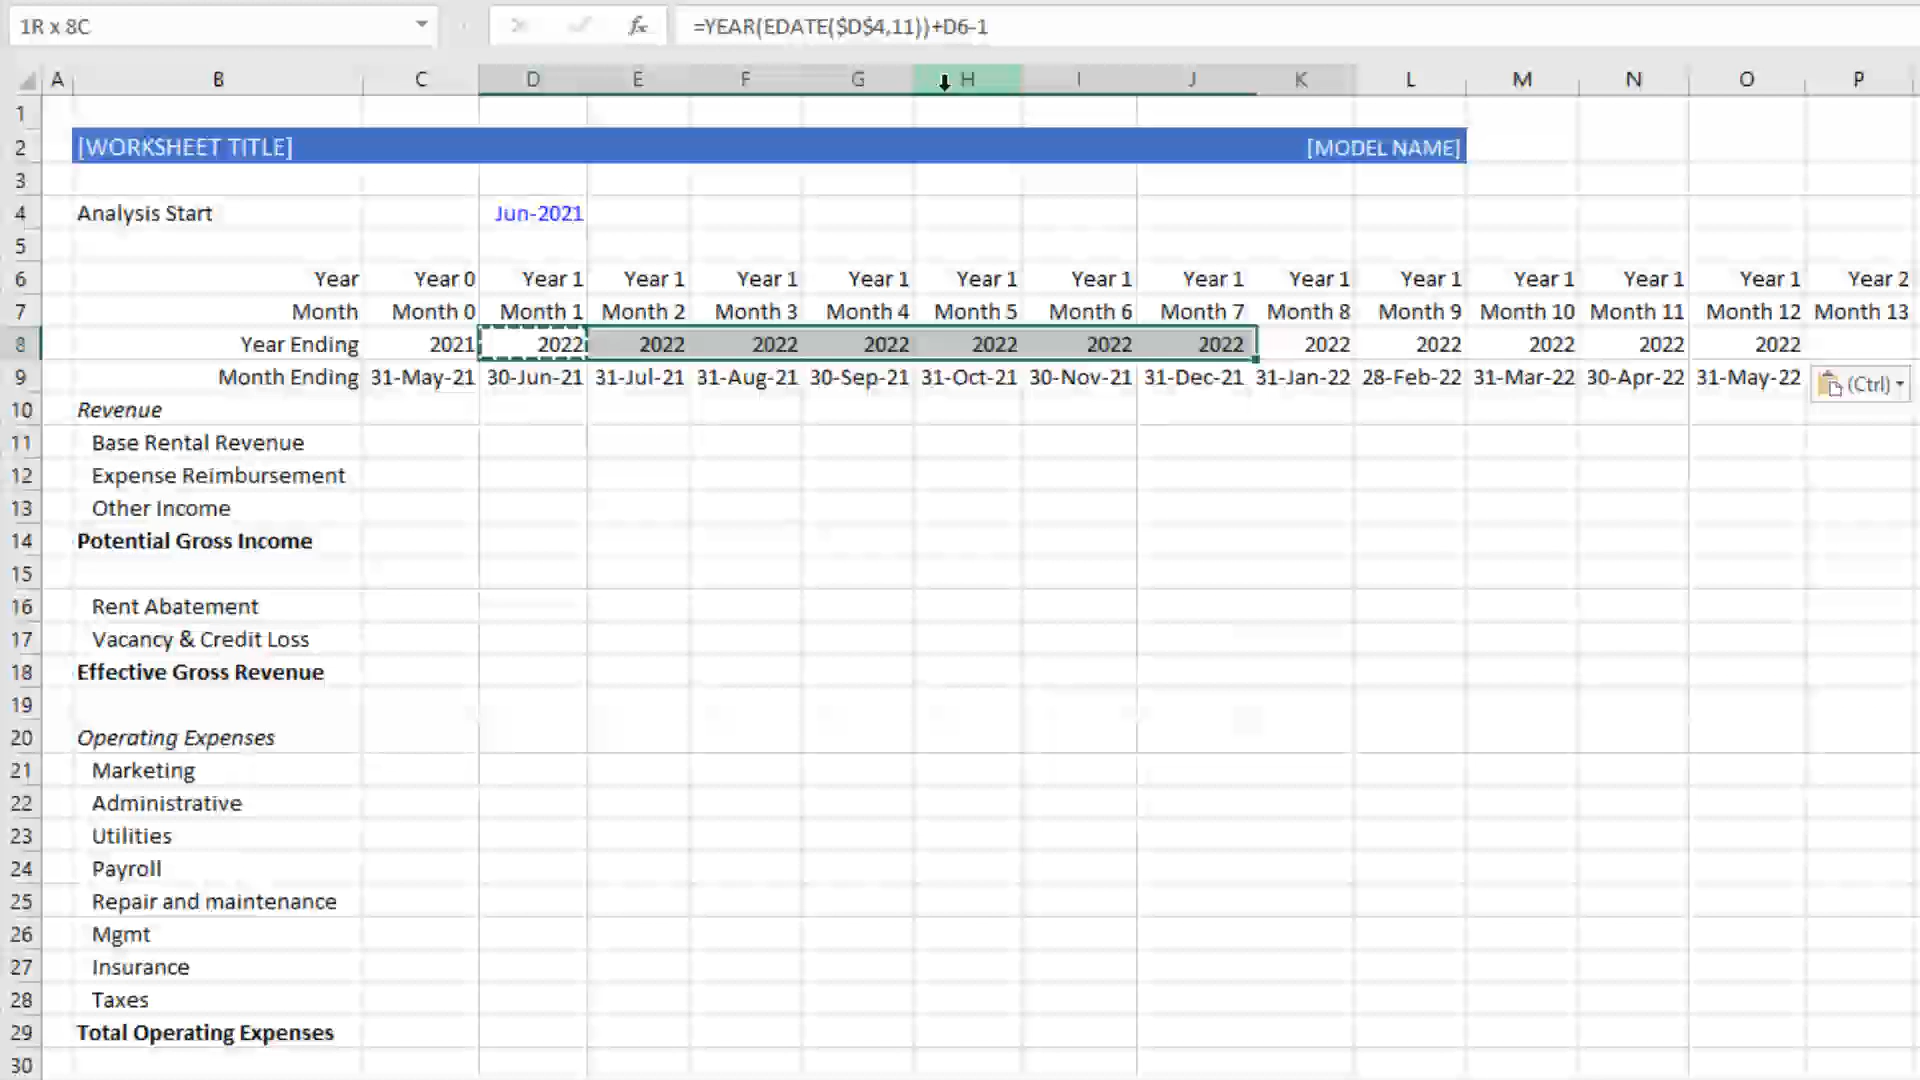 1R x 8C fx =YEAR(EDATE($D$4,11))+D6-1
A B C D E F G H I J K L M N O P
1
2 [WORKSHEET TITLE] [MODEL NAME]
3
4 Analysis Start Jun-2021
5
6 Year Year 0 Year 1 Year 1 Year 1 Year 1 Year 1 Year 1 Year 1 Year 1 Year 1 Year 1 Year 1 Year 1 Year 2
7 Month Month 0 Month 1 Month 2 Month 3 Month 4 Month 5 Month 6 Month 7 Month 8 Month 9 Month 10 Month 11 Month 12 Month 13
8 Year Ending 2021 2022 2022 2022 2022 2022 2022 2022 2022 2022 2022 2022 2022
9 Month Ending 31-May-21 30-Jun-21 31-Jul-21 31-Aug-21 30-Sep-21 31-Oct-21 30-Nov-21 31-Dec-21 31-Jan-22 28-Feb-22 31-Mar-22 30-Apr-22 31-May-22 (Ctrl)
10 Revenue
11 Base Rental Revenue
12 Expense Reimbursement
13 Other Income
14 Potential Gross Income
15
16 Rent Abatement
17 Vacancy & Credit Loss
18 Effective Gross Revenue
19
20 Operating Expenses
21 Marketing
22 Administrative
23 Utilities
24 Payroll
25 Repair and maintenance
26 Mgmt
27 Insurance
28 Taxes
29 Total Operating Expenses
30